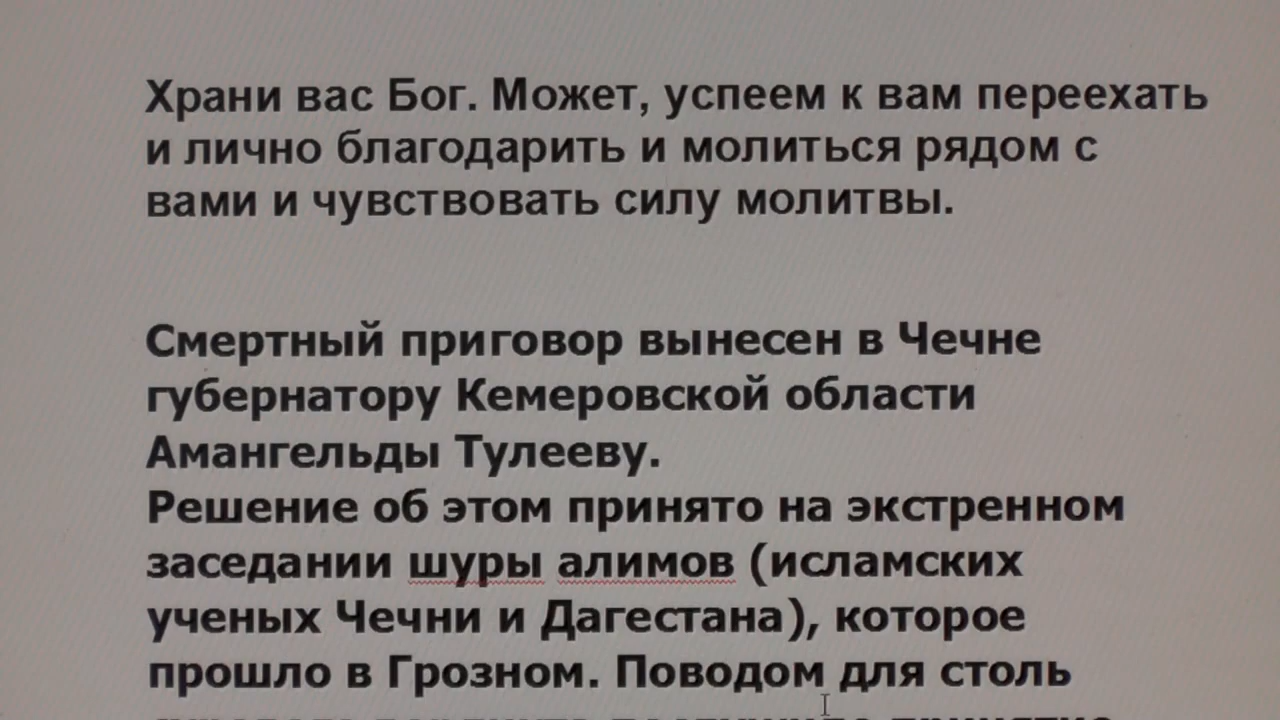 Храни вас Бог. Может, успеем к вам переехать
и лично благодарить и молиться рядом с
вами и чувствовать силу молитвы.
Смертный приговор вынесен в Чечне
губернатору Кемеровской области
Амангельды Тулееву.
Решение об этом принято на экстренном
заседании шуры алимов (исламских
ученых Чечни и Дагестана), которое
прошло в Грозном. Поводом для столь